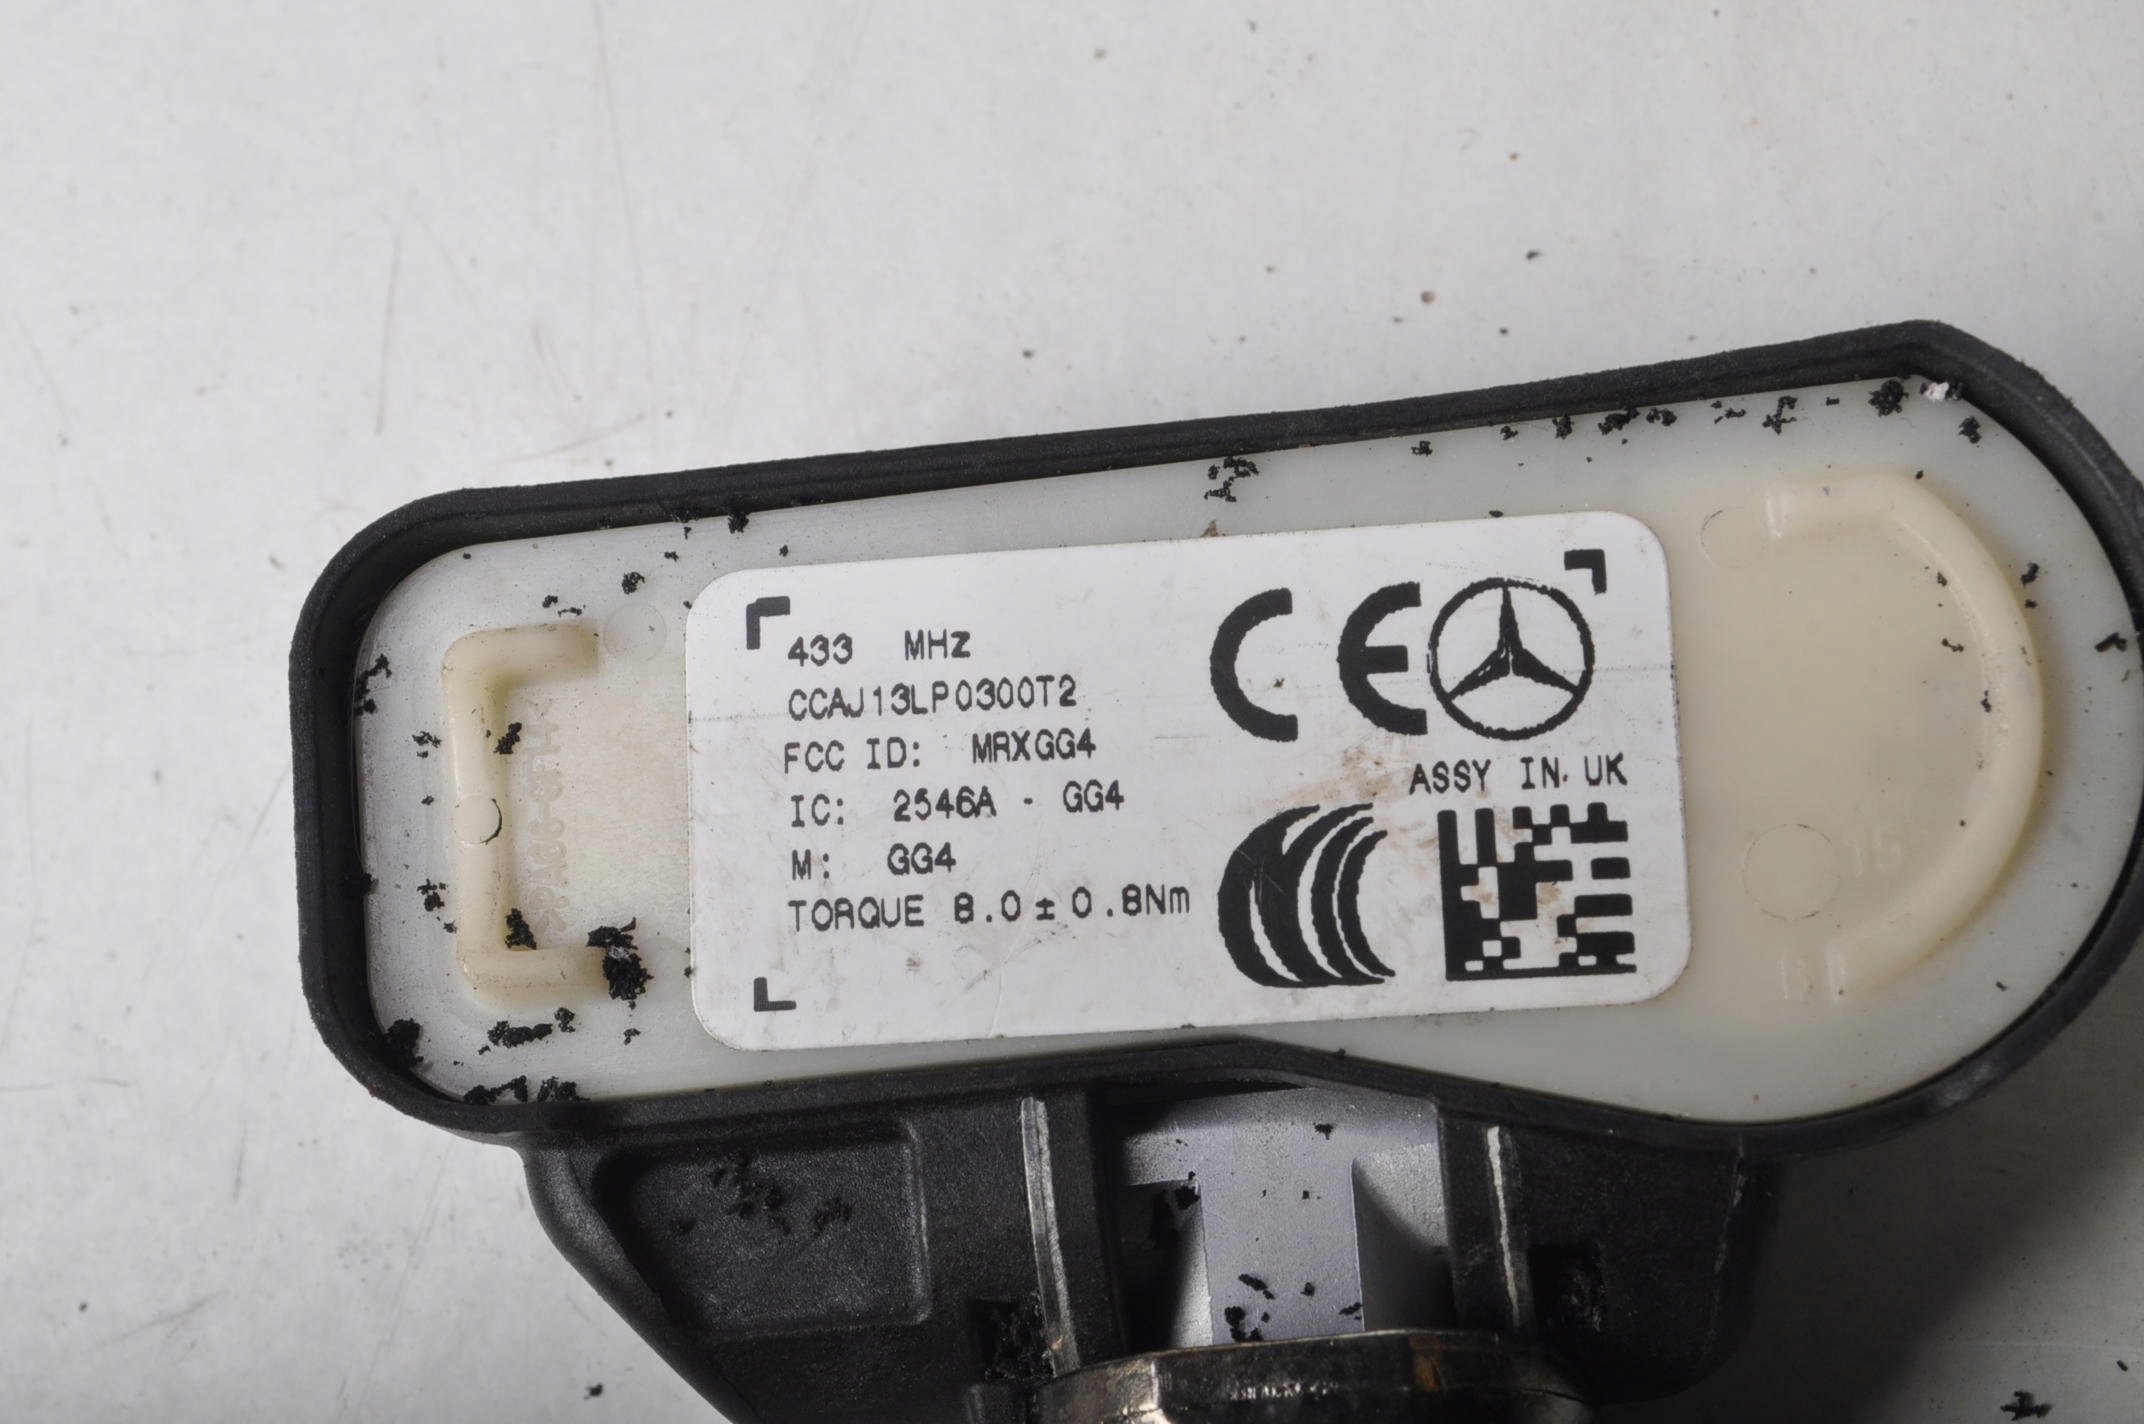 433 MHz
CCAJ13LP0300T2
FCC ID: MRXGG4
IC: 2546A - GG4
M: GG4
TORQUE 8.0 ± 0.8Nm
CE
ASSY IN UK